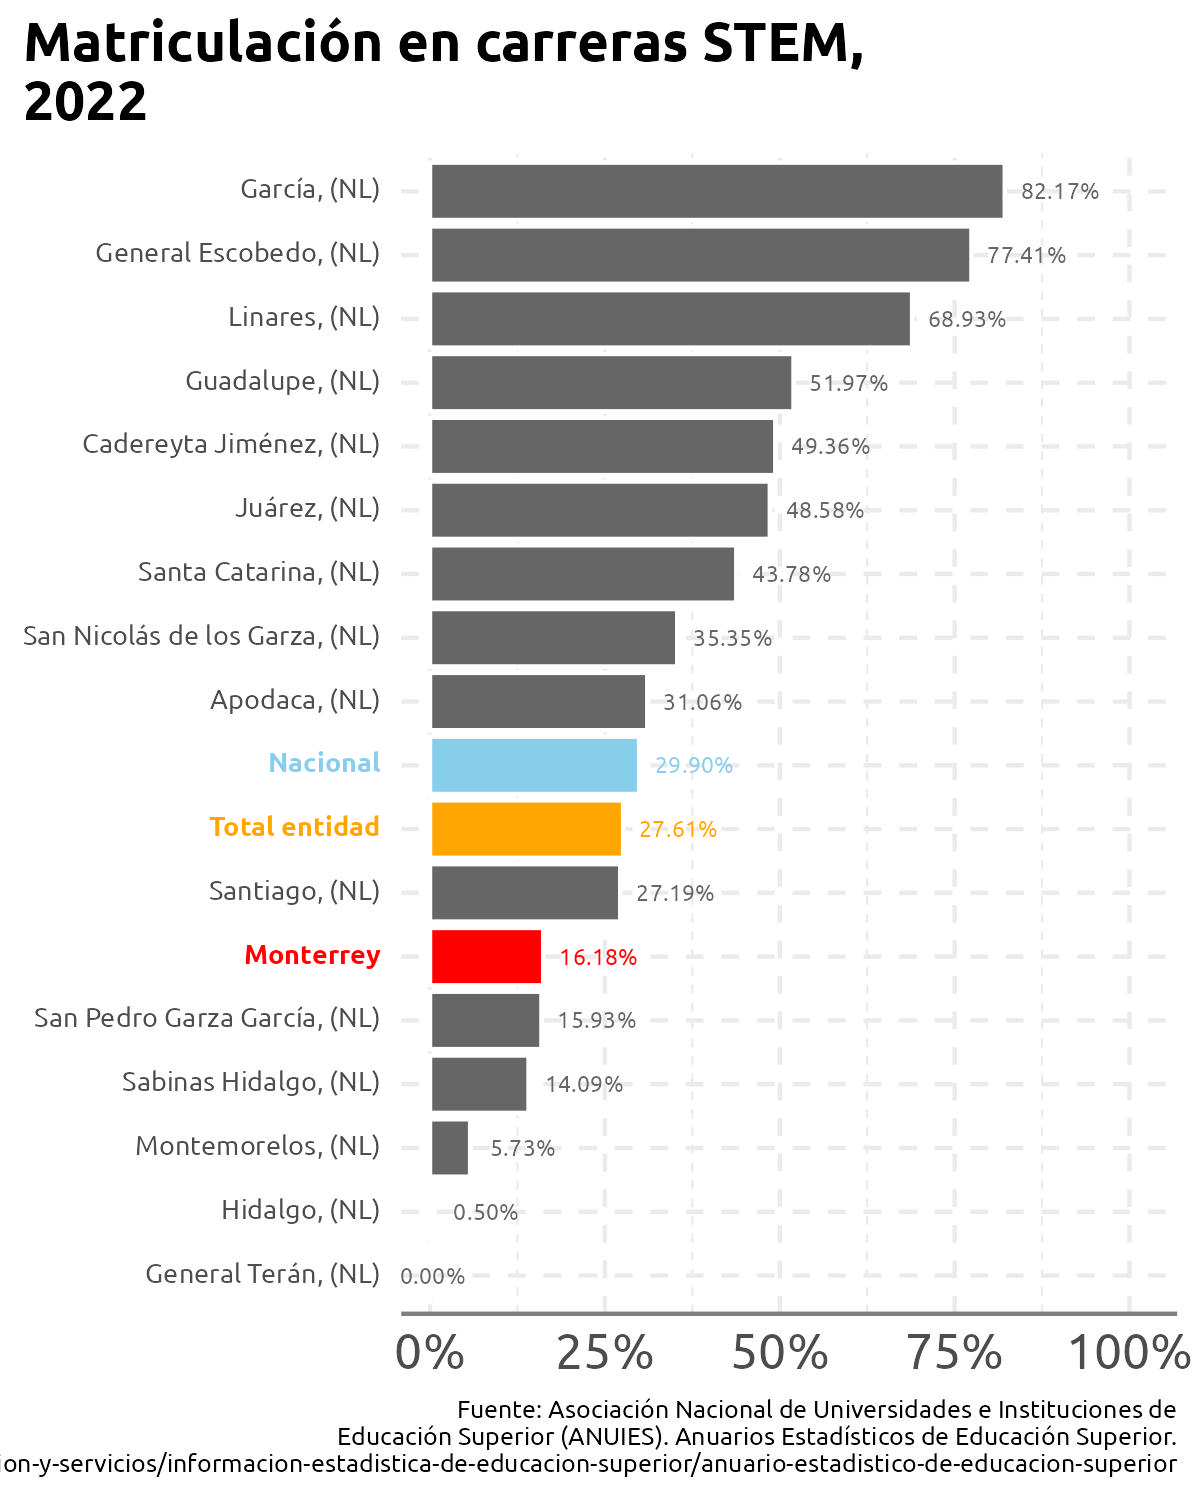 Matriculación en carreras STEM,
2022
García, (NL) 82.17%
General Escobedo, (NL) 77.41%
Linares, (NL) 68.93%
Guadalupe, (NL) 51.97%
Cadereyta Jiménez, (NL) 49.36%
Juárez, (NL) 48.58%
Santa Catarina, (NL) 43.78%
San Nicolás de los Garza, (NL) 35.35%
Apodaca, (NL) 31.06%
Nacional 29.90%
Total entidad 27.61%
Santiago, (NL) 27.19%
Monterrey 16.18%
San Pedro Garza García, (NL) 15.93%
Sabinas Hidalgo, (NL) 14.09%
Montemorelos, (NL) 5.73%
Hidalgo, (NL) 0.50%
General Terán, (NL) 0.00%
0% 25% 50% 75% 100%
Fuente: Asociación Nacional de Universidades e Instituciones de
Educación Superior (ANUIES). Anuarios Estadísticos de Educación Superior.
ion-y-servicios/informacion-estadistica-de-educacion-superior/anuario-estadistico-de-educacion-superior